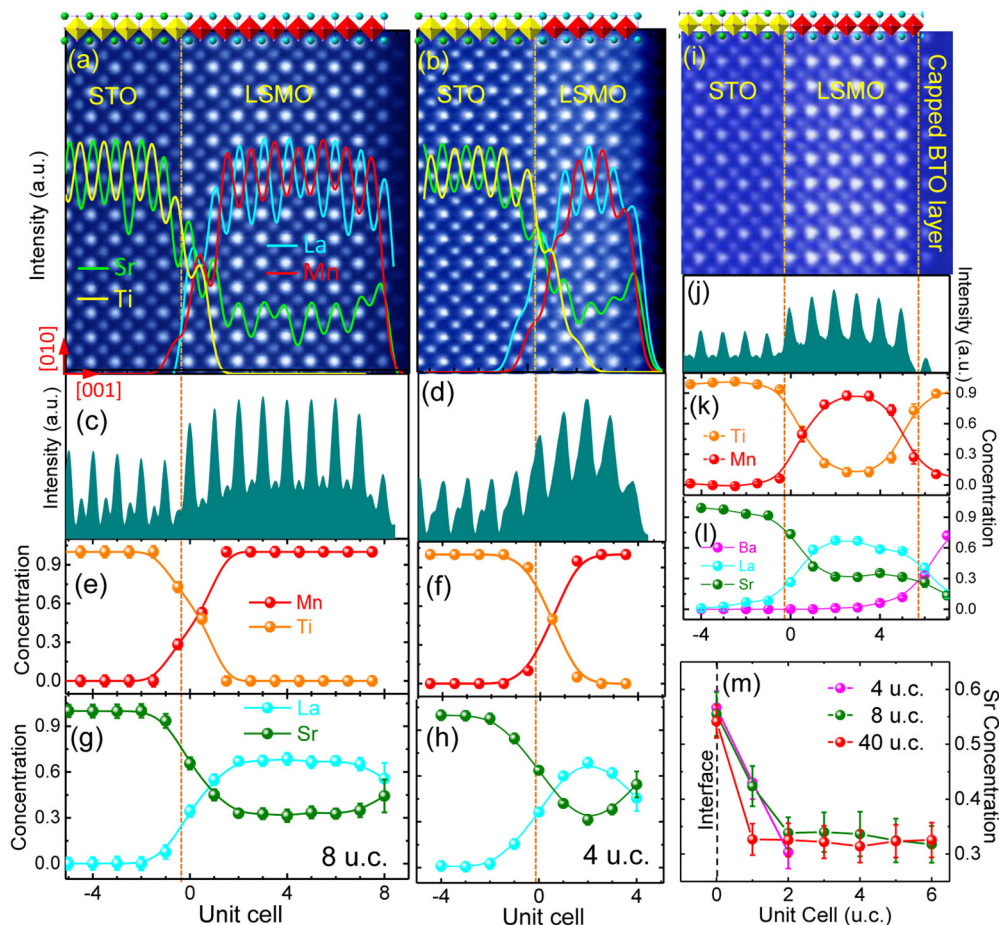 (a)
STO
LSMO
Intensity (a.u.)
Sr
Ti
La
Mn
[010]
[001]
(b)
STO
LSMO
(i)
STO
LSMO
Capped BTO layer
(j)
Intensity (a.u.)
(c)
Intensity (a.u.)
(d)
(k)
Ti
Mn
0.9
0.6
0.3
0.0
Concentration
(l)
Ba
La
Sr
0.9
0.6
0.3
0.0
-4
0
4
(e)
Mn
Ti
0.9
0.6
0.3
0.0
Concentration
(f)
(g)
La
Sr
0.9
0.6
0.3
0.0
Concentration
8 u.c.
-4
0
4
8
Unit cell
(h)
4 u.c.
-4
0
4
Unit cell
(m)
4 u.c.
8 u.c.
40 u.c.
Interface
0.6
0.5
0.4
0.3
Sr Concentration
0
1
2
3
4
5
6
Unit Cell (u.c.)